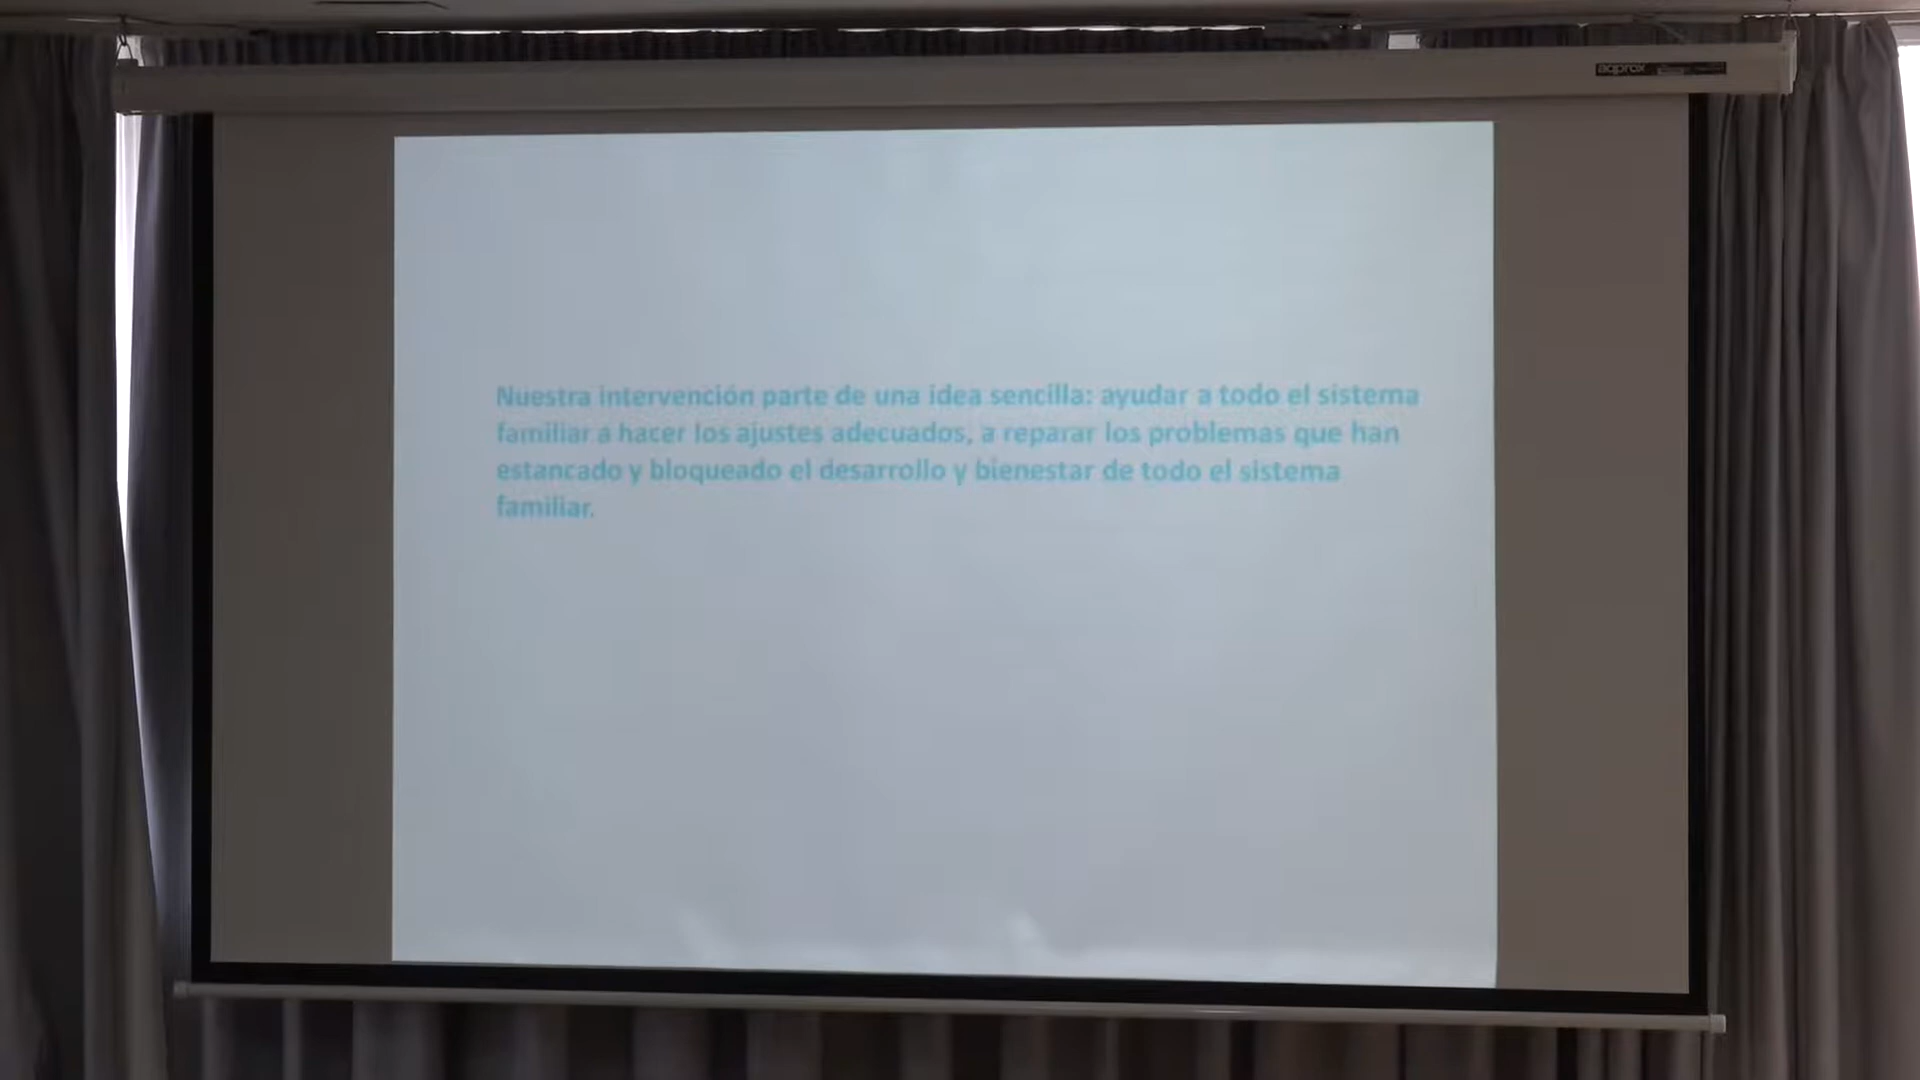 aqprox
Nuestra intervención parte de una idea sencilla: ayudar a todo el sistema
familiar a hacer los ajustes adecuados, a reparar los problemas que han
estancado y bloqueado el desarrollo y bienestar de todo el sistema
familiar.